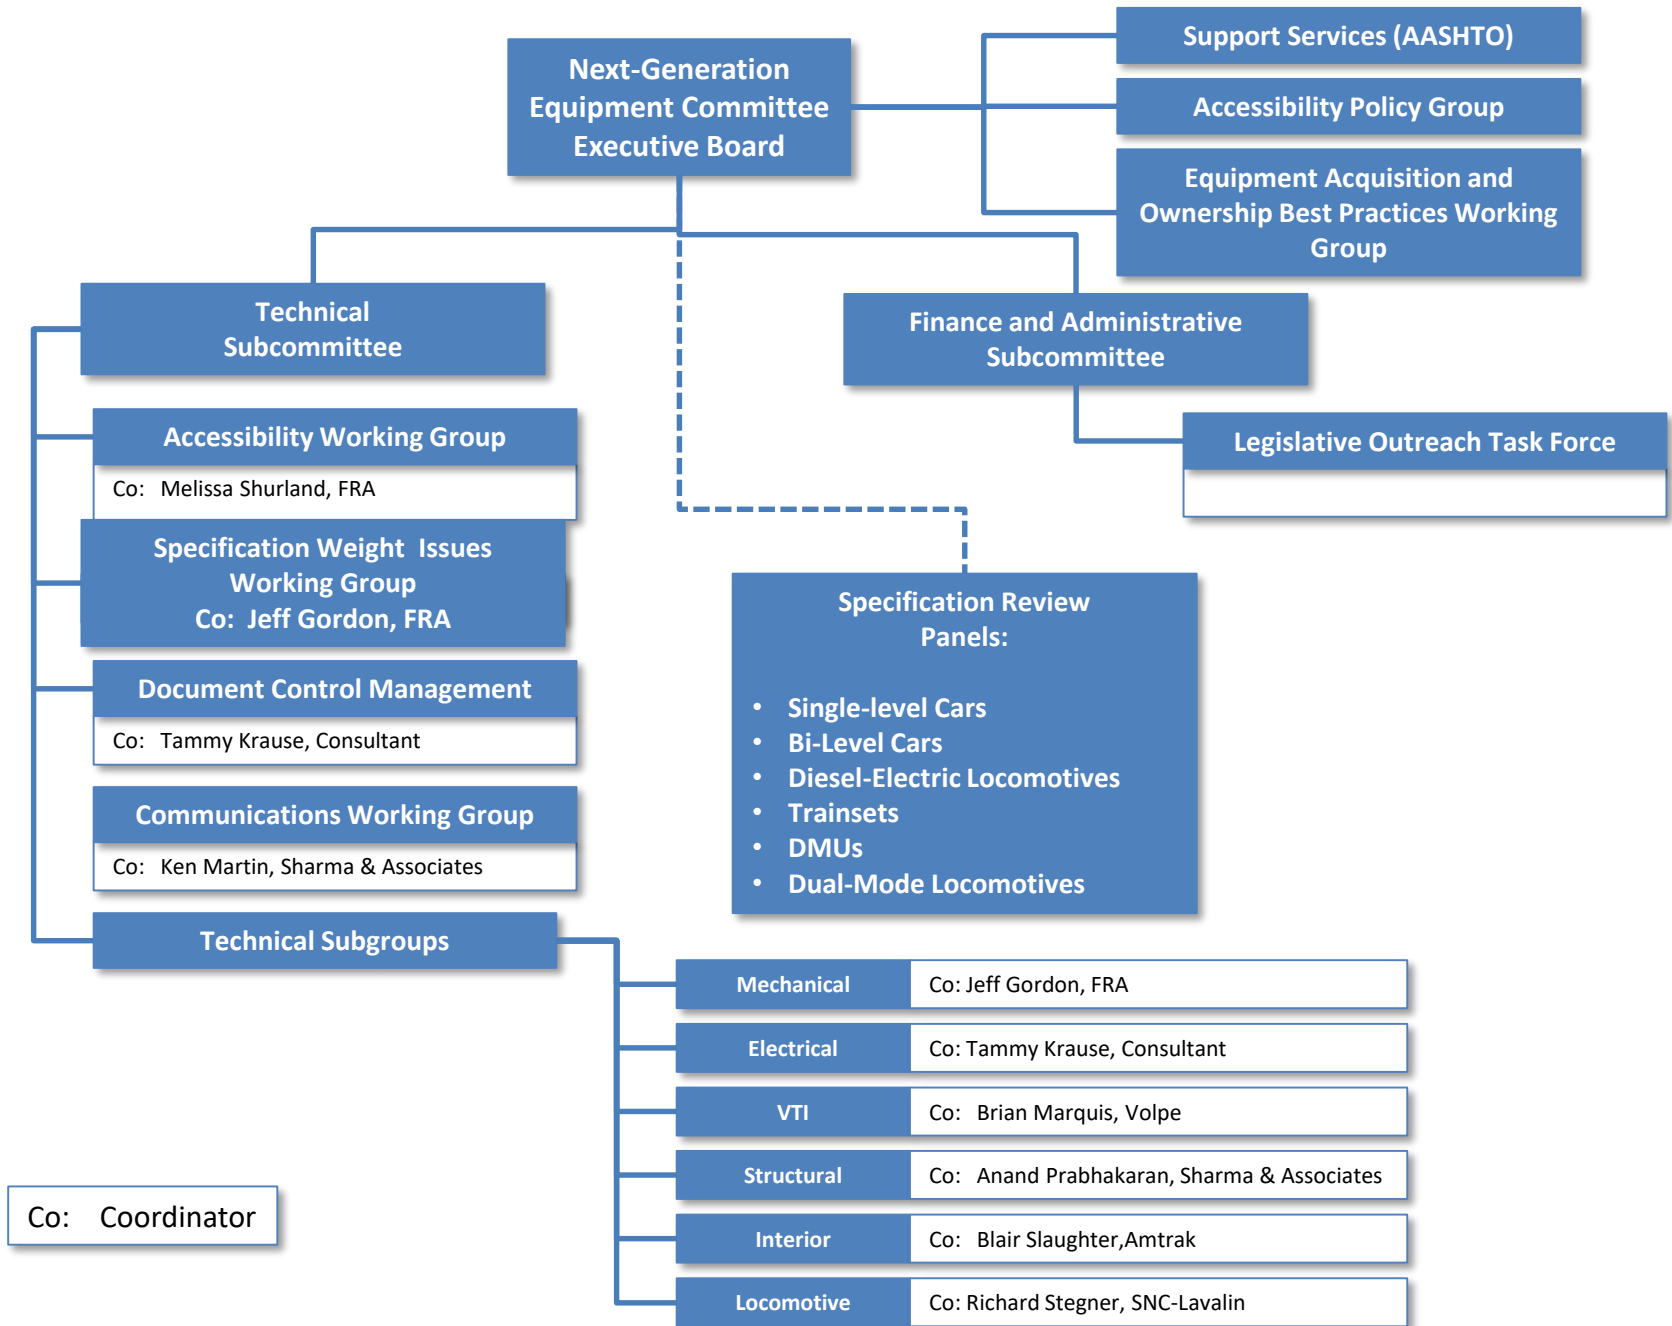 Next-Generation
Equipment Committee
Executive Board
Support Services (AASHTO)
Accessibility Policy Group
Equipment Acquisition and
Ownership Best Practices Working
Group
Technical
Subcommittee
Finance and Administrative
Subcommittee
Legislative Outreach Task Force
Accessibility Working Group
Co: Melissa Shurland, FRA
Specification Weight Issues
Working Group
Co: Jeff Gordon, FRA
Document Control Management
Co: Tammy Krause, Consultant
Communications Working Group
Co: Ken Martin, Sharma & Associates
Technical Subgroups
Specification Review
Panels:
• Single-level Cars
• Bi-Level Cars
• Diesel-Electric Locomotives
• Trainsets
• DMUs
• Dual-Mode Locomotives
Mechanical Co: Jeff Gordon, FRA
Electrical Co: Tammy Krause, Consultant
VTI Co: Brian Marquis, Volpe
Structural Co: Anand Prabhakaran, Sharma & Associates
Interior Co: Blair Slaughter,Amtrak
Locomotive Co: Richard Stegner, SNC-Lavalin
Co: Coordinator